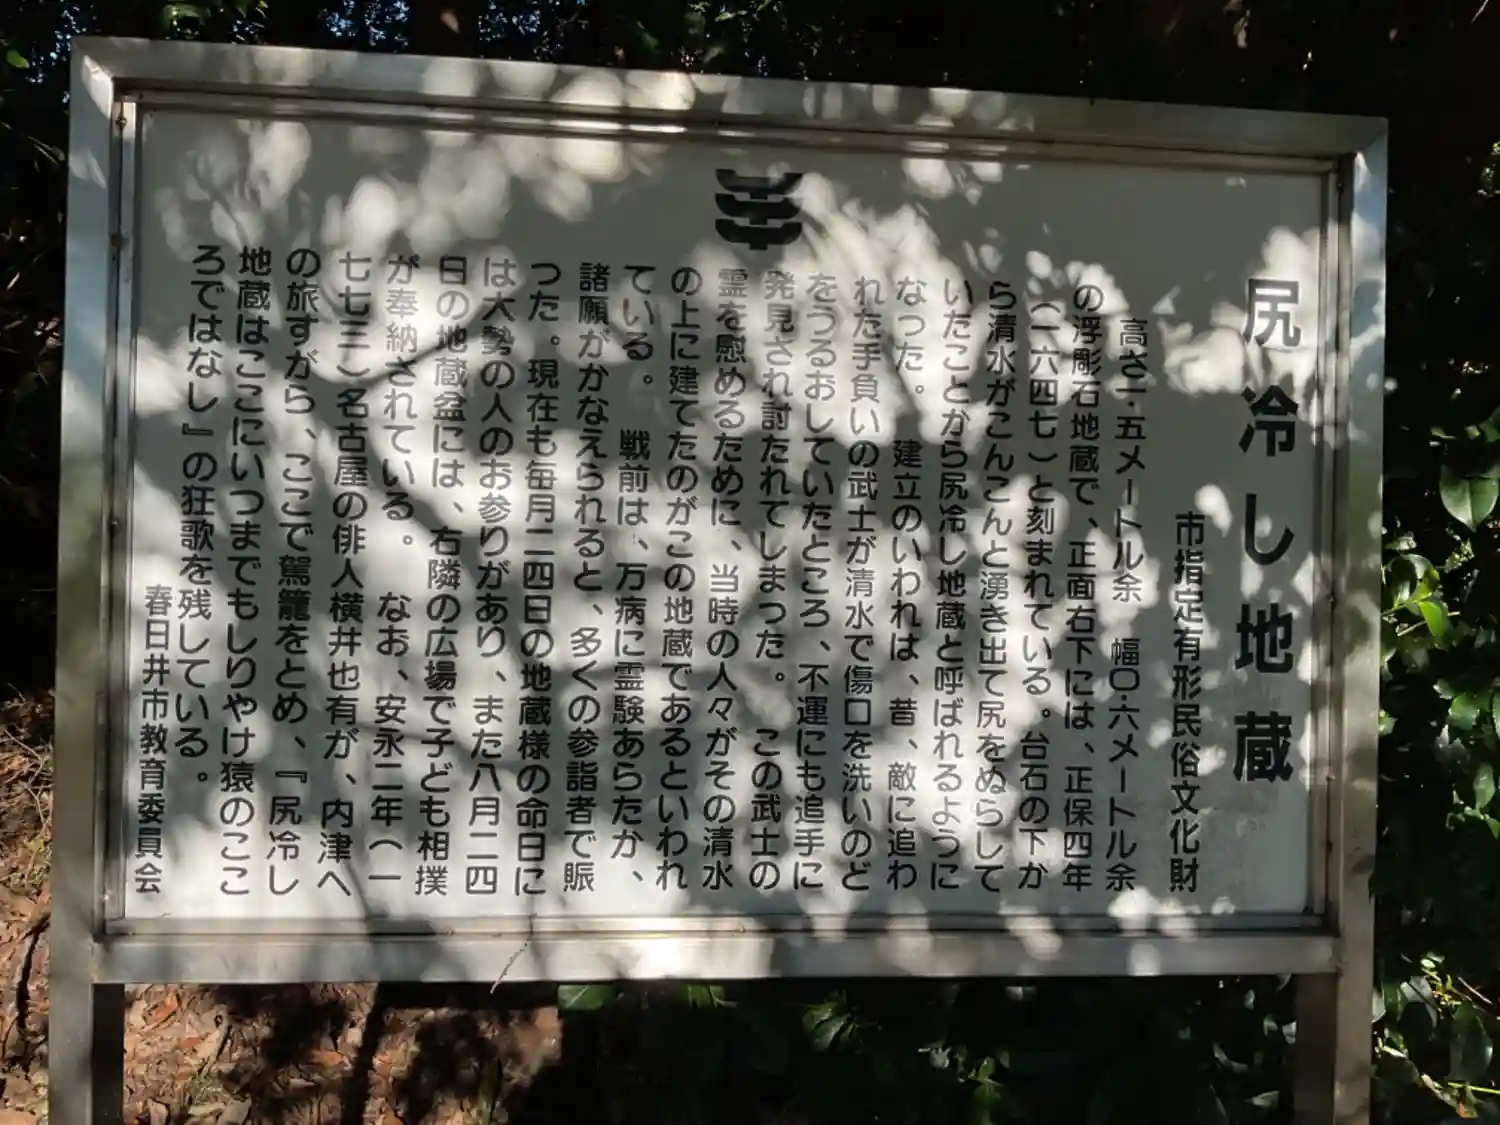 尻冷し地蔵
市指定有形民俗文化財
高さ一・五メートル余 幅〇・六メートル余
の浮彫石地蔵で、正面右下には、正保四年
（一六四七）と刻まれている。台石の下か
ら清水がこんこんと湧き出て尻をぬらして
いたことから尻冷し地蔵と呼ばれるように
なった。 建立のいわれは、昔、敵に追わ
れた手負いの武士が清水で傷口を洗いのど
をうるおしていたところ、不運にも追手に
発見され討たれてしまつた。 この武士の
霊を慰めるために、当時の人々がその清水
の上に建てたのがこの地蔵であるといわれ
ている。 戦前は、万病に霊験あらたか、
諸願がかなえられると、多くの参詣者で賑
つた。現在も毎月二四日の地蔵様の命日に
は大勢の人のお参りがあり、また八月二四
日の地蔵盆には、右隣の広場で子ども相撲
が奉納されている。 なお、安永二年（一
七七三）名古屋の俳人横井也有が、内津へ
の旅すがら、ここで駕籠をとめ、『尻冷し
地蔵はここにいつまでもしりやけ猿のここ
ろではなし』の狂歌を残している。
春日井市教育委員会